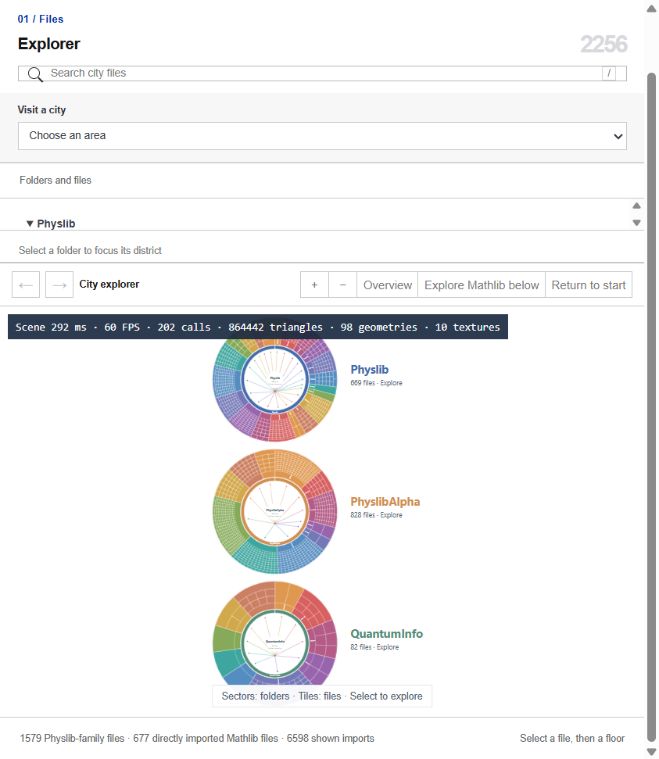 01 / Files
Explorer
2256
Search city files
/
Visit a city
Choose an area
Folders and files
▼ Physlib
Select a folder to focus its district
← → City explorer
+ − Overview Explore Mathlib below Return to start
Scene 292 ms · 60 FPS · 202 calls · 864442 triangles · 98 geometries · 10 textures
Physlib
669 files · Explore
PhyslibAlpha
828 files · Explore
QuantumInfo
82 files · Explore
Sectors: folders · Tiles: files · Select to explore
1579 Physlib-family files · 677 directly imported Mathlib files · 6598 shown imports
Select a file, then a floor